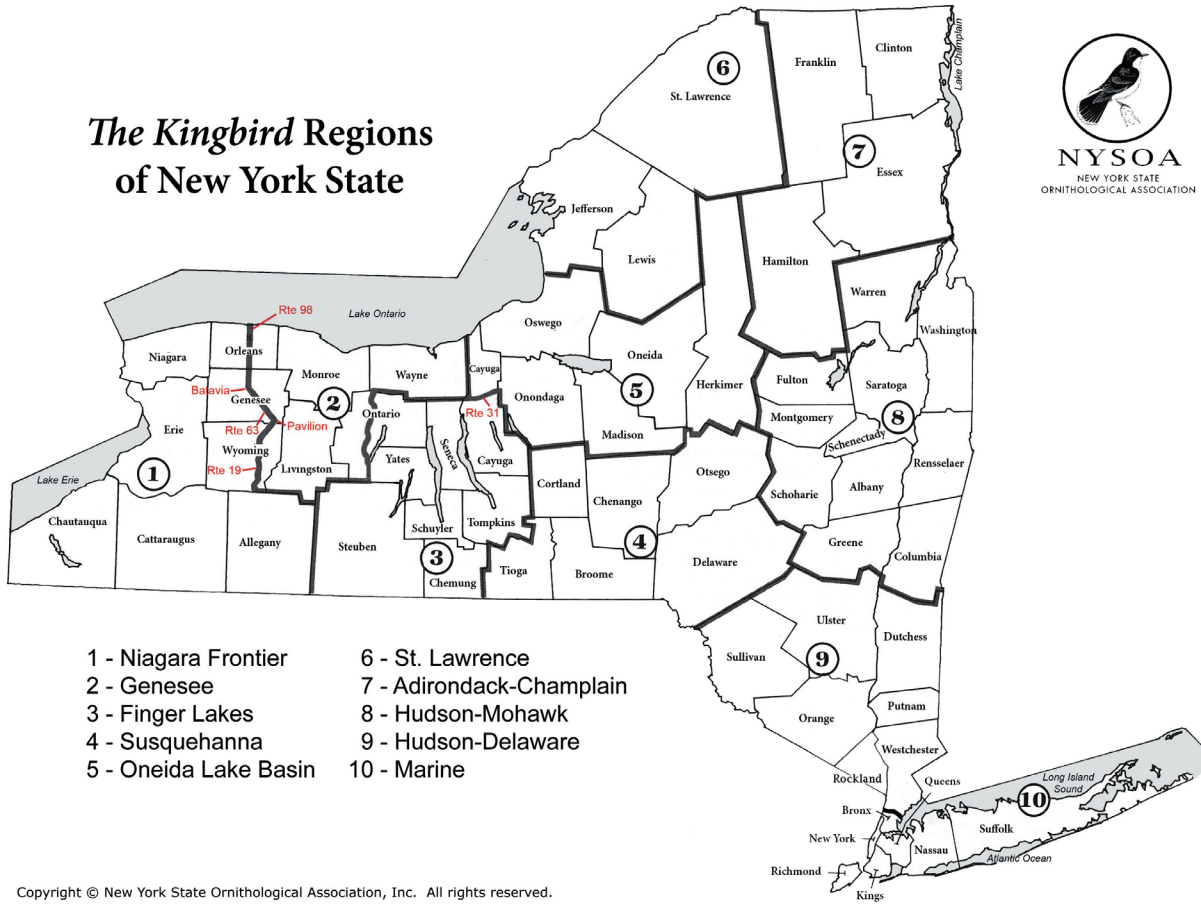 The Kingbird Regions
of New York State
NYSOA
NEW YORK STATE
ORNITHOLOGICAL ASSOCIATION
6
St. Lawrence
Franklin
Clinton
Lake Champlain
7
Essex
Jefferson
Lewis
Hamilton
Warren
Washington
Lake Ontario
Rte 98
Oswego
Oneida
Herkimer
Niagara
Orleans
Monroe
Wayne
Cayuga
Onondaga
5
Madison
Fulton
Saratoga
Montgomery
8
Schenectady
Batavia
Genesee
2
Ontario
Rte 31
Erie
Rte 63
Pavilion
Wyoming
Rte 19
Livingston
Yates
Seneca
Cayuga
Cortland
Chenango
Otsego
Schoharie
Albany
Rensselaer
1
Lake Erie
Chautauqua
Cattaraugus
Allegany
Steuben
Schuyler
Tompkins
3
Chemung
Tioga
Broome
4
Delaware
Greene
Columbia
Ulster
Sullivan
9
Dutchess
Orange
Putnam
Westchester
Rockland
Queens
Bronx
New York
Long Island
Sound
10
Suffolk
Nassau
Atlantic Ocean
Richmond
Kings
1 - Niagara Frontier
2 - Genesee
3 - Finger Lakes
4 - Susquehanna
5 - Oneida Lake Basin
6 - St. Lawrence
7 - Adirondack-Champlain
8 - Hudson-Mohawk
9 - Hudson-Delaware
10 - Marine
Copyright © New York State Ornithological Association, Inc. All rights reserved.